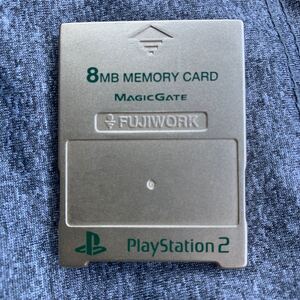 8MB MEMORY CARD
MAGICGATE
FUJIWORK
PlayStation 2